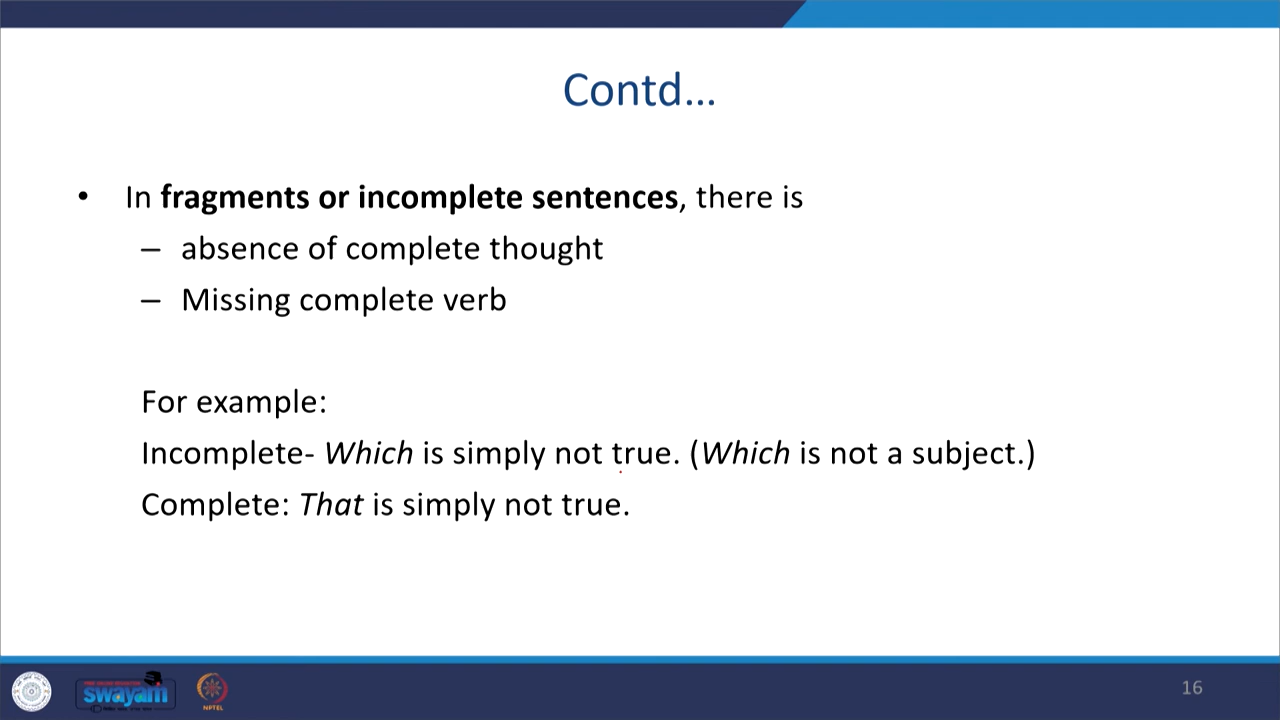 Contd...
• In fragments or incomplete sentences, there is
– absence of complete thought
– Missing complete verb
For example:
Incomplete- Which is simply not true. (Which is not a subject.)
Complete: That is simply not true.
swayam
NPTEL
16